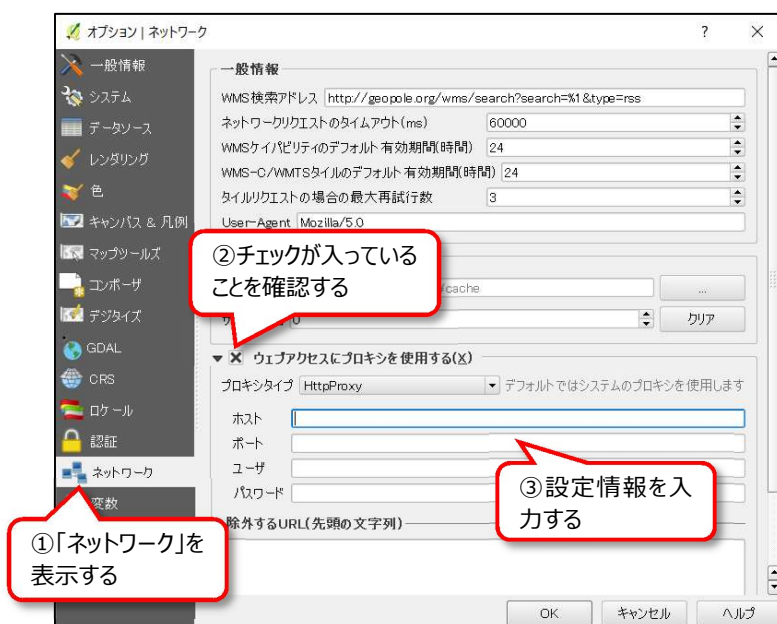 オプション | ネットワーク
?
×
一般情報
システム
データソース
レンダリング
色
キャンバス & 凡例
マップツールズ
コンポーザ
デジタイズ
GDAL
CRS
ロケール
認証
ネットワーク
変数
一般情報
WMS検索アドレス http://geopole.org/wms/search?search=%1&type=rss
ネットワークリクエストのタイムアウト(ms) 60000
WMSケイパビリティのデフォルト有効期間(時間) 24
WMS-C/WMTSタイルのデフォルト有効期間(時間) 24
タイルリクエストの場合の最大再試行数 3
User-Agent Mozilla/5.0
②チェックが入っている
ことを確認する
cache ...
0 クリア
ウェブアクセスにプロキシを使用する(X)
プロキシタイプ HttpProxy デフォルトではシステムのプロキシを使用します
ホスト
ポート
ユーザ
パスワード
③設定情報を入
力する
除外するURL(先頭の文字列)
①「ネットワーク」を
表示する
OK キャンセル ヘルプ